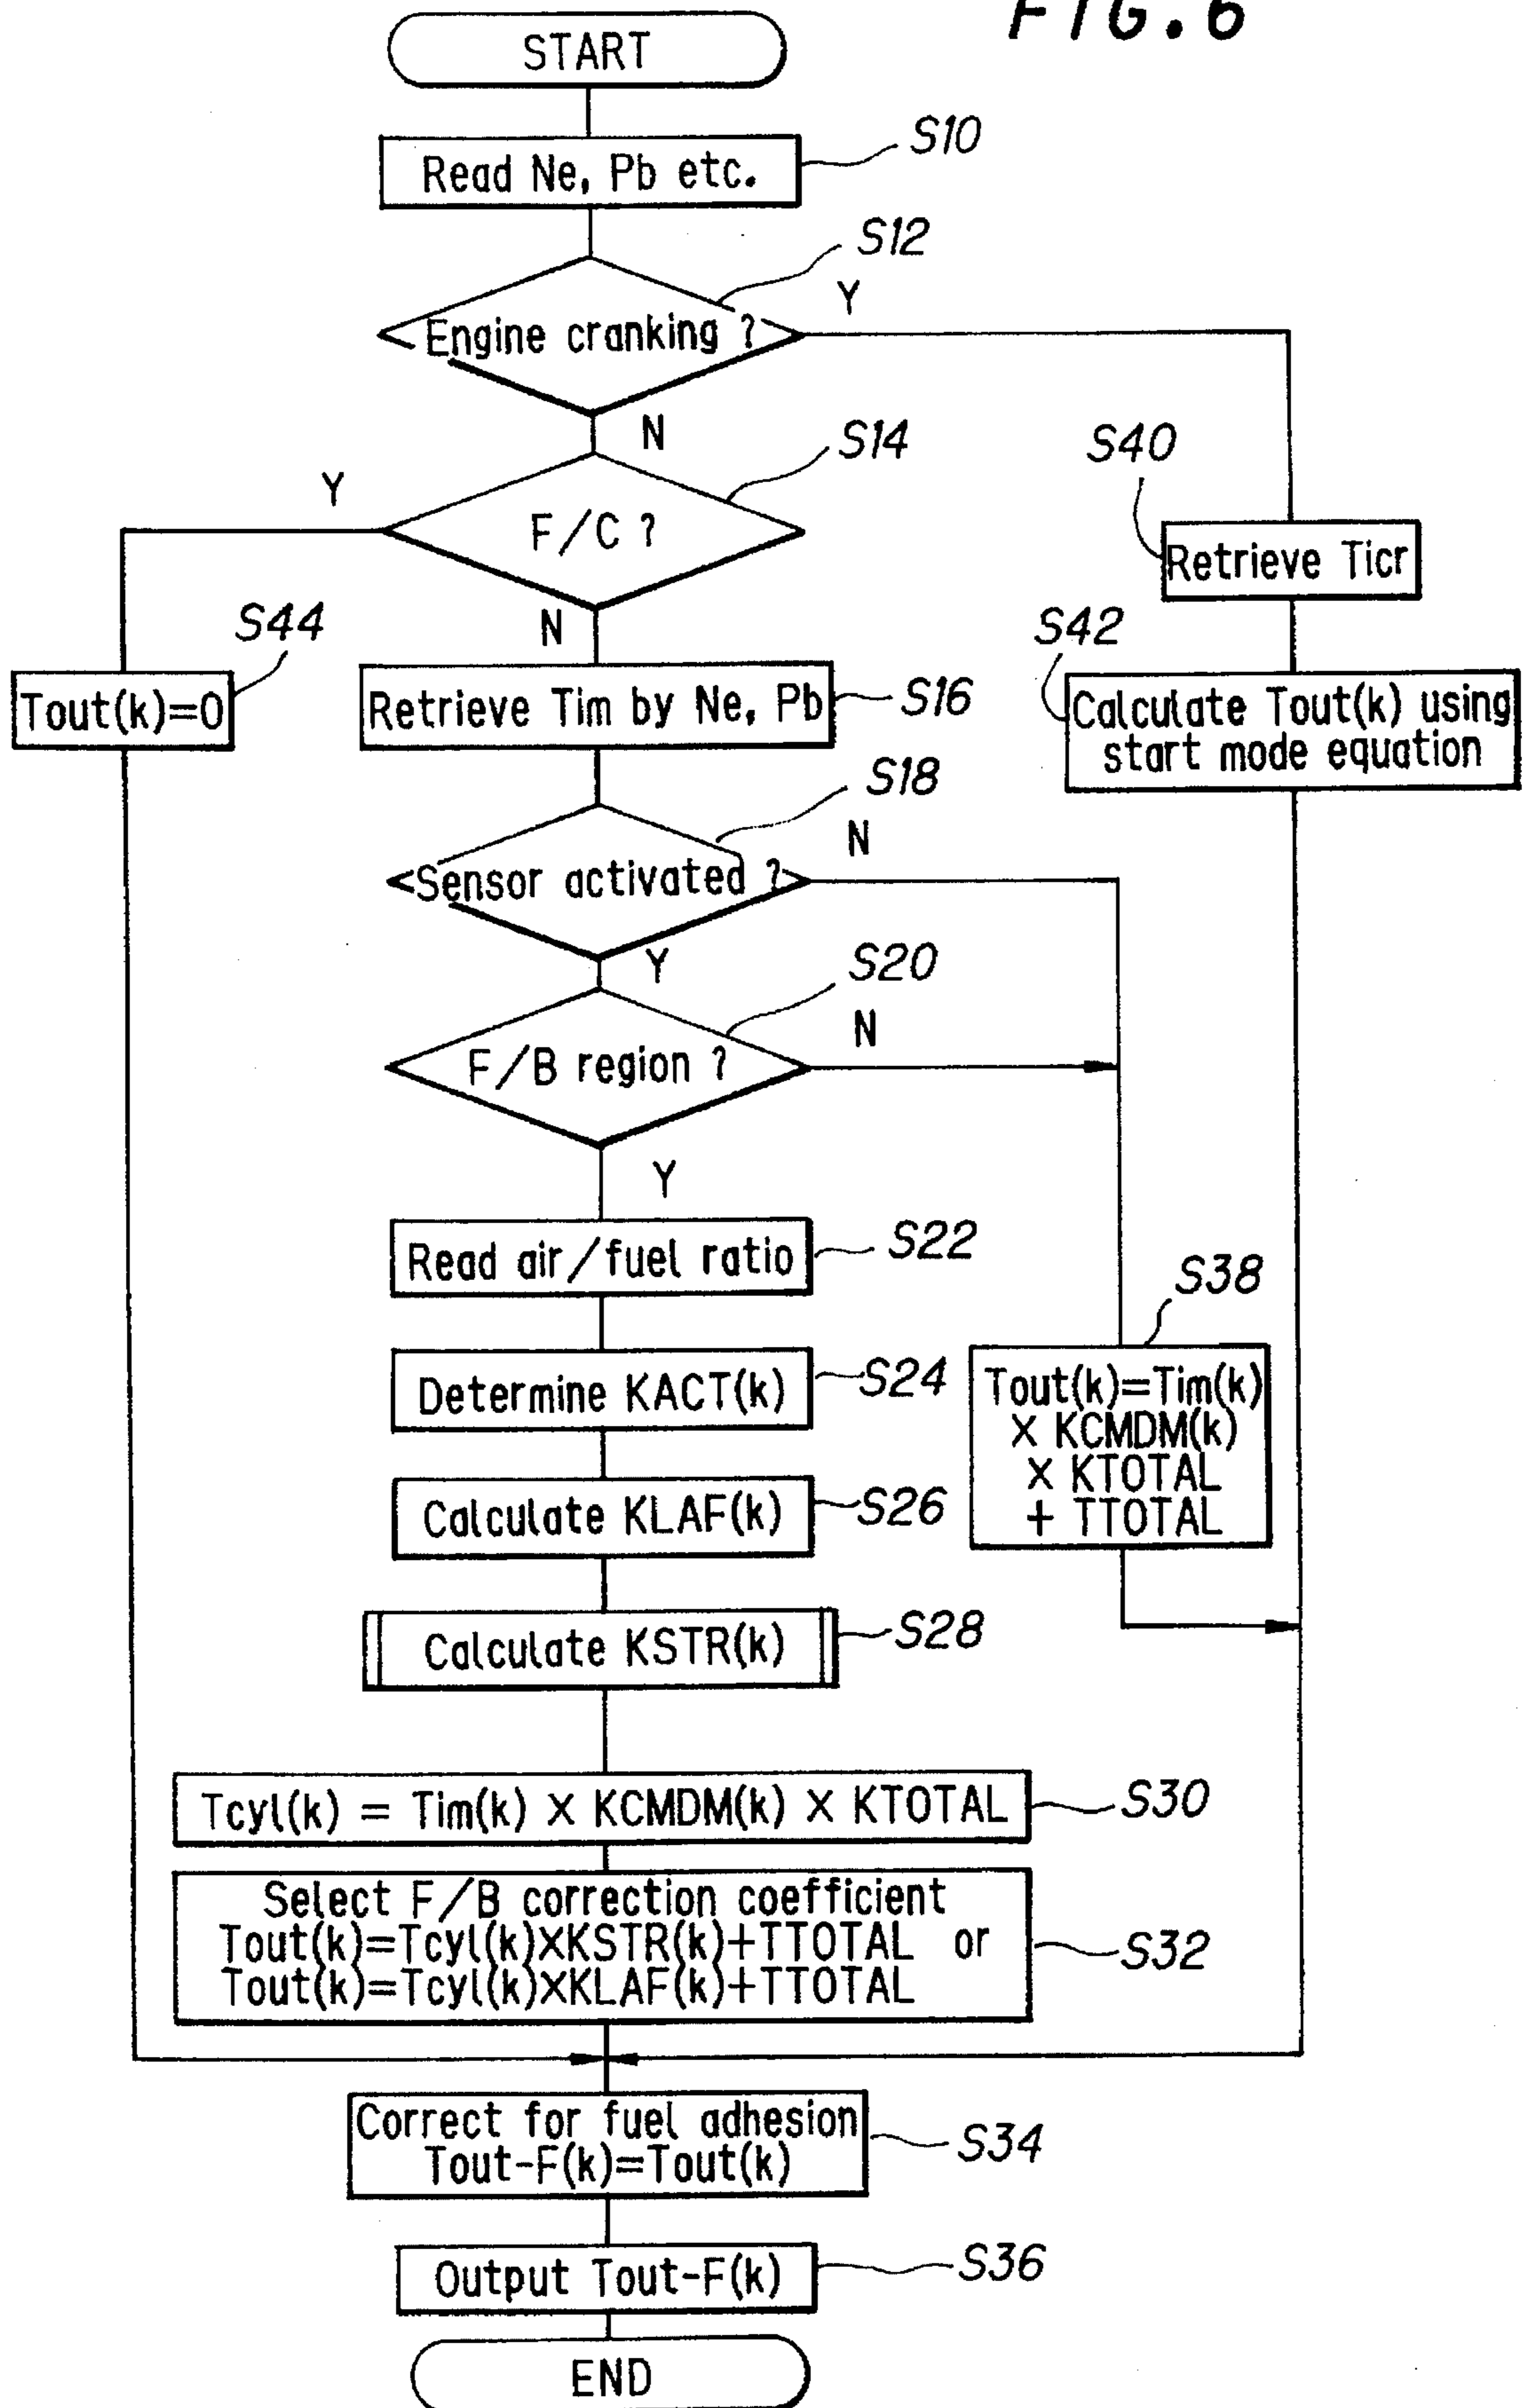 FIG.6
START
Read Ne, Pb etc.
S10
S12
Engine cranking ?
Y
N
S14
F/C ?
Y
N
S40
Retrieve Ticr
S42
Calculate Tout(k) using
start mode equation
S44
Tout(k)=0
Retrieve Tim by Ne, Pb
S16
S18
Sensor activated ?
N
Y
S20
F/B region ?
N
Y
Read air/fuel ratio
S22
Determine KACT(k)
S24
S38
Tout(k)=Tim(k)
× KCMDM(k)
× KTOTAL
+ TTOTAL
Calculate KLAF(k)
S26
Calculate KSTR(k)
S28
Tcyl(k) = Tim(k) × KCMDM(k) × KTOTAL
S30
Select F/B correction coefficient
Tout(k)=Tcyl(k)×KSTR(k)+TTOTAL or
Tout(k)=Tcyl(k)×KLAF(k)+TTOTAL
S32
Correct for fuel adhesion
Tout-F(k)=Tout(k)
S34
Output Tout-F(k)
S36
END